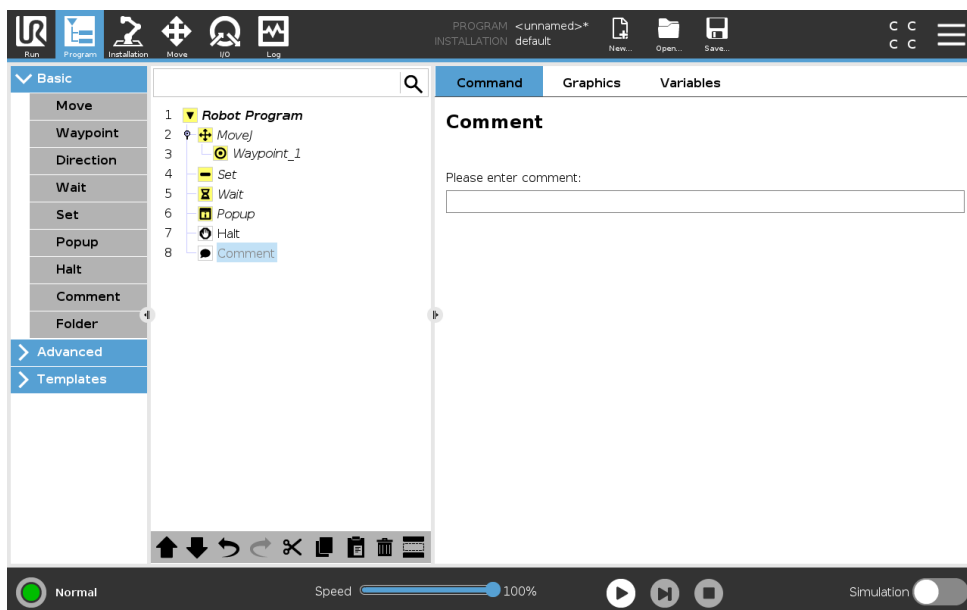 UR
PROGRAM <unnamed>*
INSTALLATION default
Run
Program
Installation
Move
I/O
Log
New...
Open...
Save...
C C
C C
Basic
Move
Waypoint
Direction
Wait
Set
Popup
Halt
Comment
Folder
Advanced
Templates
1 Robot Program
2 MoveJ
3 Waypoint_1
4 Set
5 Wait
6 Popup
7 Halt
8 Comment
Command
Graphics
Variables
Comment
Please enter comment:
Normal
Speed
100%
Simulation